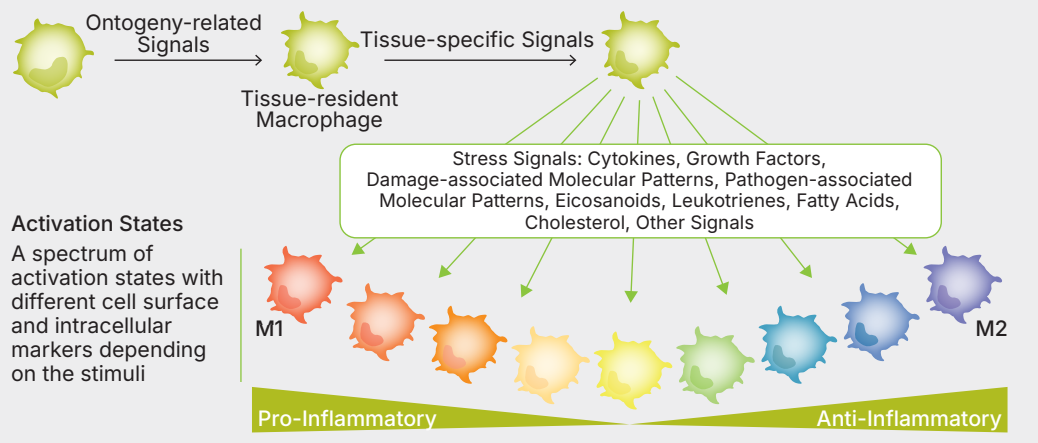 Ontogeny-related
Signals
Tissue-specific Signals
Tissue-resident
Macrophage
Stress Signals: Cytokines, Growth Factors,
Damage-associated Molecular Patterns, Pathogen-associated
Molecular Patterns, Eicosanoids, Leukotrienes, Fatty Acids,
Cholesterol, Other Signals
Activation States
A spectrum of
activation states with
different cell surface
and intracellular
markers depending
on the stimuli
M1
M2
Pro-Inflammatory
Anti-Inflammatory